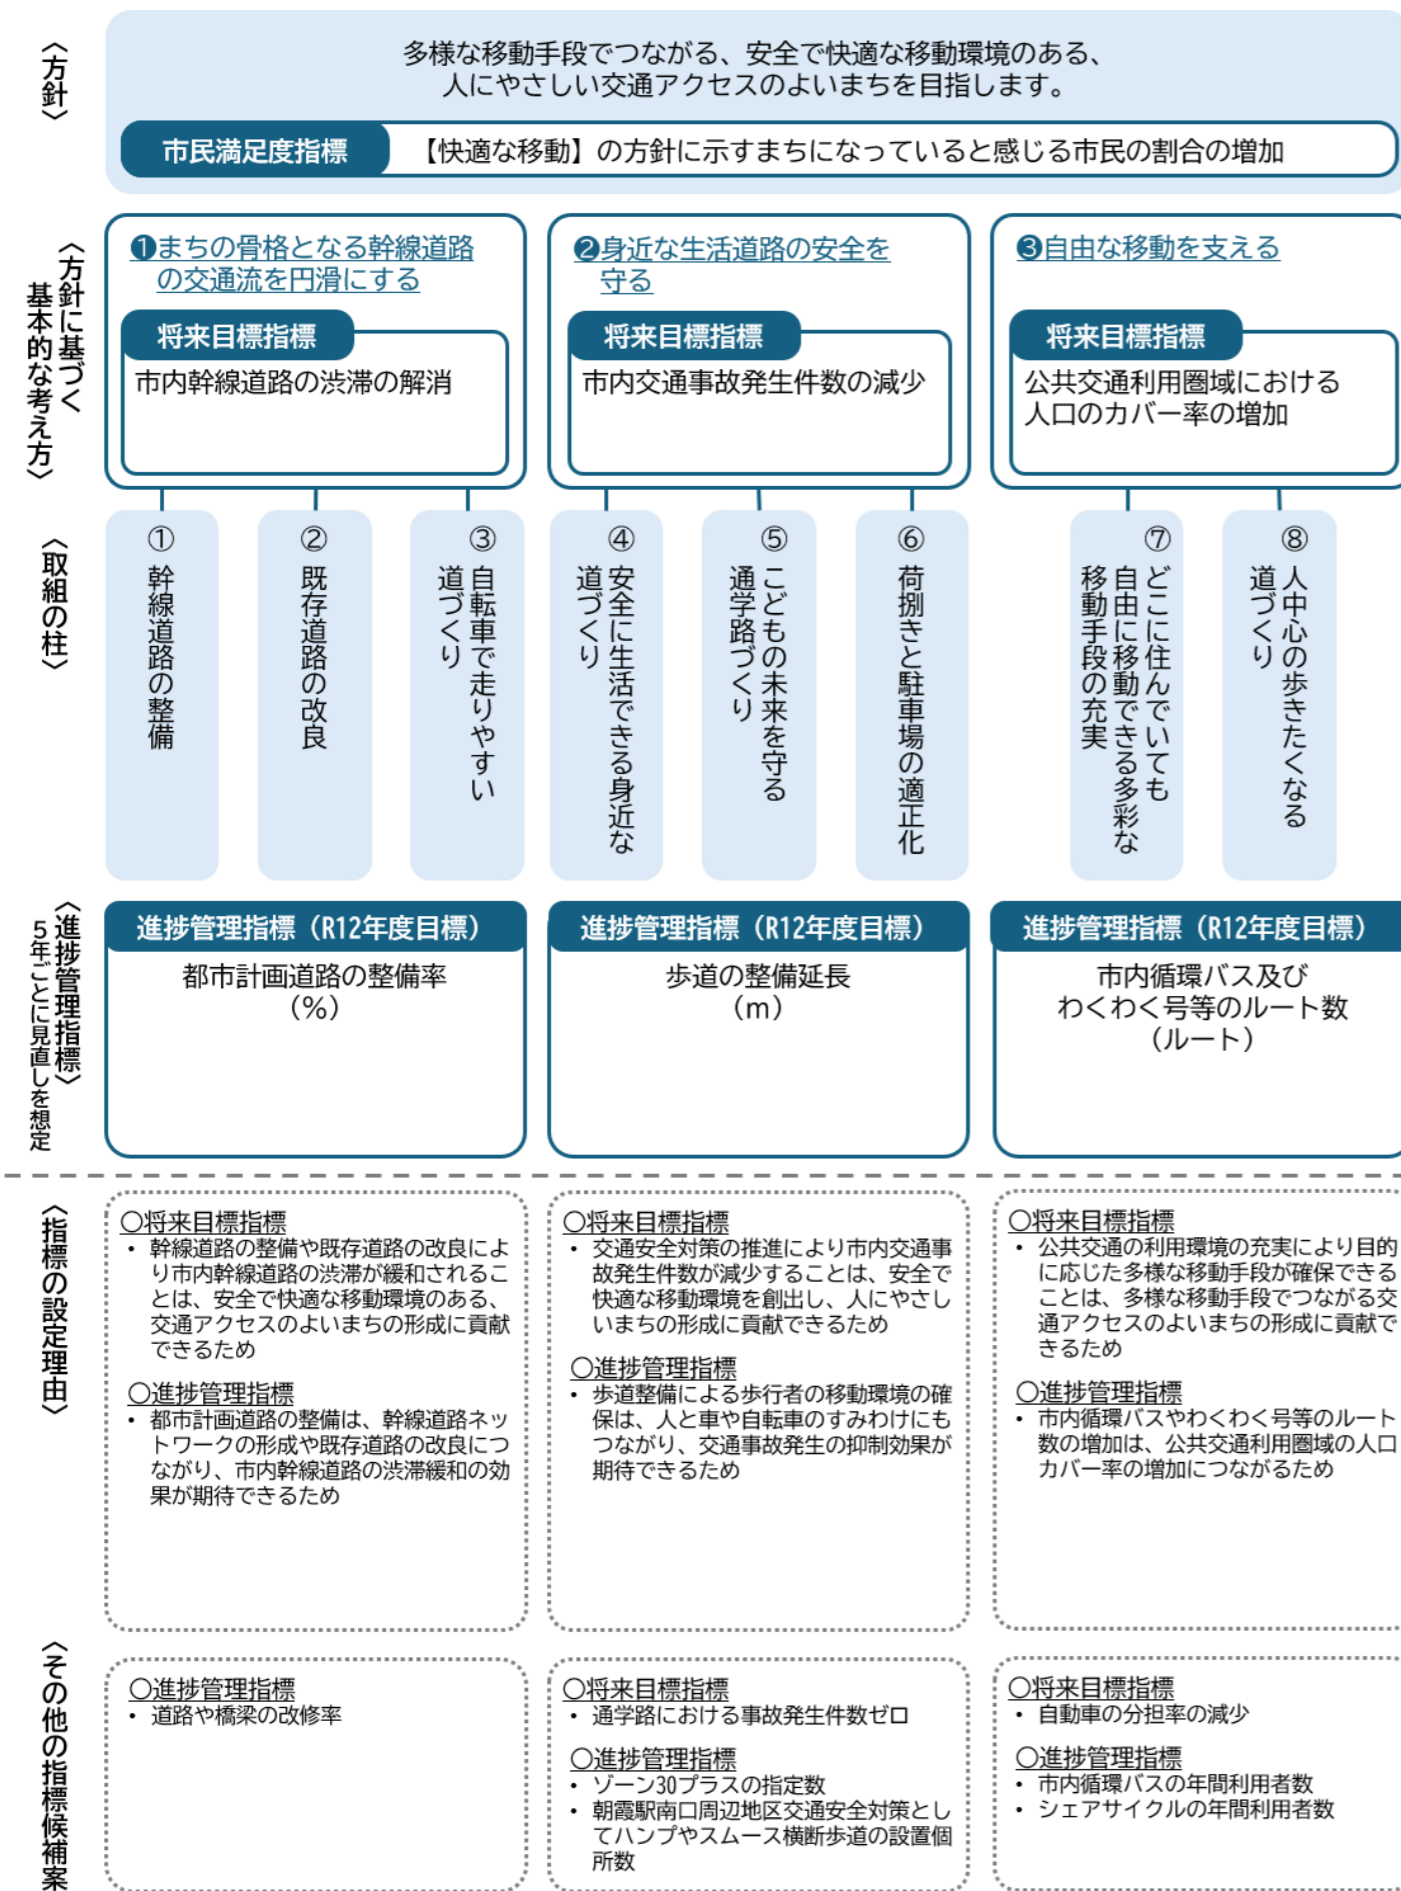 〈方針〉
多様な移動手段でつながる、安全で快適な移動環境のある、
人にやさしい交通アクセスのよいまちを目指します。
市民満足度指標
【快適な移動】の方針に示すまちになっていると感じる市民の割合の増加
〈方針に基づく
基本的な考え方〉
❶まちの骨格となる幹線道路
の交通流を円滑にする
将来目標指標
市内幹線道路の渋滞の解消
❷身近な生活道路の安全を
守る
将来目標指標
市内交通事故発生件数の減少
❸自由な移動を支える
将来目標指標
公共交通利用圏域における
人口のカバー率の増加
〈取組の柱〉
①
幹線道路の整備
②
既存道路の改良
③
自転車で走りやすい
道づくり
④
安全に生活できる身近な
道づくり
⑤
こどもの未来を守る
通学路づくり
⑥
荷捌きと駐車場の適正化
⑦
どこに住んでいても
自由に移動できる多彩な
移動手段の充実
⑧
人中心の歩きたくなる
道づくり
〈進捗管理指標〉
5年ごとに見直しを想定
進捗管理指標（R12年度目標）
都市計画道路の整備率
（%）
進捗管理指標（R12年度目標）
歩道の整備延長
（m）
進捗管理指標（R12年度目標）
市内循環バス及び
わくわく号等のルート数
（ルート）
〈指標の設定理由〉
〇将来目標指標
• 幹線道路の整備や既存道路の改良によ
り市内幹線道路の渋滞が緩和されるこ
とは、安全で快適な移動環境のある、
交通アクセスのよいまちの形成に貢献
できるため
〇進捗管理指標
• 都市計画道路の整備は、幹線道路ネッ
トワークの形成や既存道路の改良につ
ながり、市内幹線道路の渋滞緩和の効
果が期待できるため
〇将来目標指標
• 交通安全対策の推進により市内交通事
故発生件数が減少することは、安全で
快適な移動環境を創出し、人にやさし
いまちの形成に貢献できるため
〇進捗管理指標
• 歩道整備による歩行者の移動環境の確
保は、人と車や自転車のすみわけにも
つながり、交通事故発生の抑制効果が
期待できるため
〇将来目標指標
• 公共交通の利用環境の充実により目的
に応じた多様な移動手段が確保できる
ことは、多様な移動手段でつながる交
通アクセスのよいまちの形成に貢献で
きるため
〇進捗管理指標
• 市内循環バスやわくわく号等のルート
数の増加は、公共交通利用圏域の人口
カバー率の増加につながるため
〈その他の指標候補案
〇進捗管理指標
• 道路や橋梁の改修率
〇将来目標指標
• 通学路における事故発生件数ゼロ
〇進捗管理指標
• ゾーン30プラスの指定数
• 朝霞駅南口周辺地区交通安全対策とし
てハンプやスムース横断歩道の設置個
所数
〇将来目標指標
• 自動車の分担率の減少
〇進捗管理指標
• 市内循環バスの年間利用者数
• シェアサイクルの年間利用者数